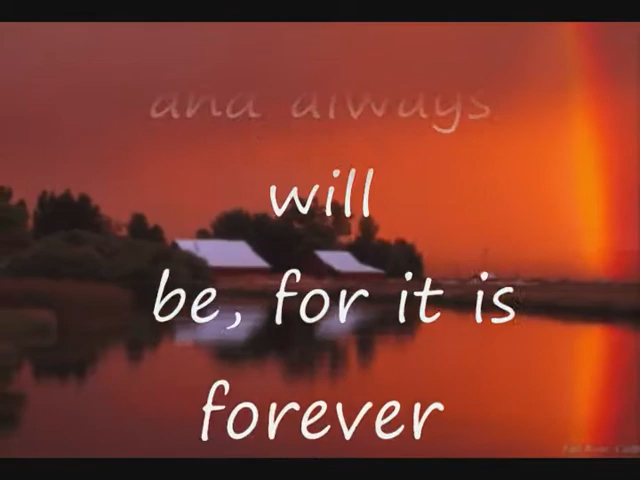 and always
will
be, for it is
forever